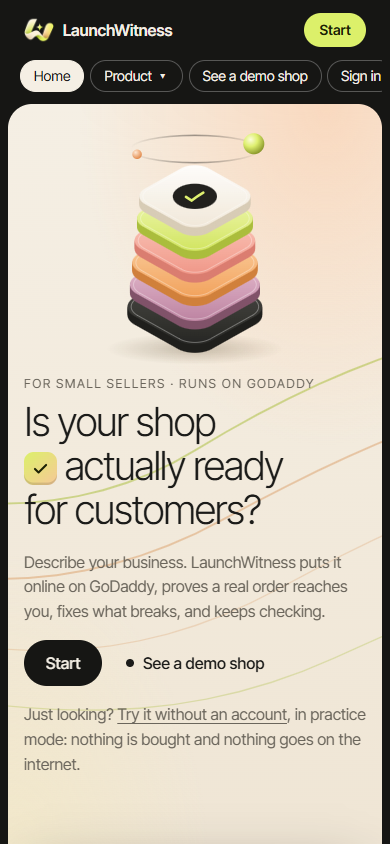 LaunchWitness
Start
Home
Product
See a demo shop
Sign in
FOR SMALL SELLERS · RUNS ON GODADDY
Is your shop
actually ready
for customers?
Describe your business. LaunchWitness puts it
online on GoDaddy, proves a real order reaches
you, fixes what breaks, and keeps checking.
Start
See a demo shop
Just looking? Try it without an account, in practice
mode: nothing is bought and nothing goes on the
internet.